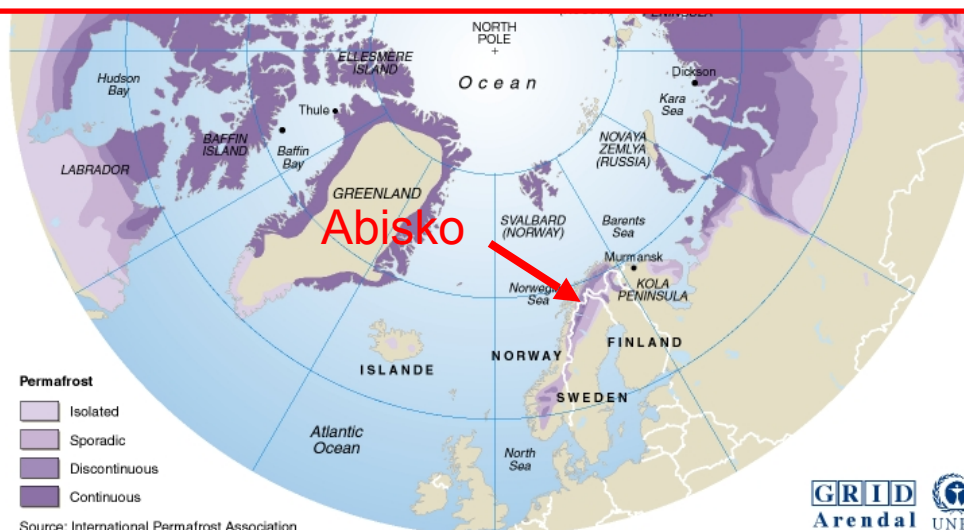 NORTH
POLE
Ocean
ELLESMERE
ISLAND
Hudson
Bay
Thule
Dickson
Kara
Sea
BAFFIN
ISLAND
Baffin
Bay
NOVAYA
ZEMLYA
(RUSSIA)
LABRADOR
GREENLAND
Abisko
SVALBARD
(NORWAY)
Barents
Sea
Murmansk
KOLA
PENINSULA
Sea
ISLANDE
NORWAY
FINLAND
SWEDEN
Permafrost
Isolated
Sporadic
Discontinuous
Continuous
Atlantic
Ocean
North
Sea
Source: International Permafrost Association
GRID
Arendal